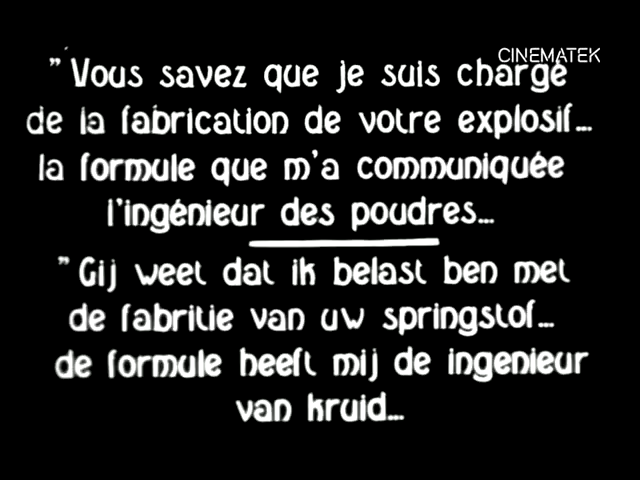 CINEMATEK
"Vous savez que je suis chargé
de la fabrication de votre explosif...
la formule que m'a communiquée
l'ingénieur des poudres...
"Gij weet dat ik belast ben met
de fabritie van uw springstof...
de formule heeft mij de ingenieur
van kruid...